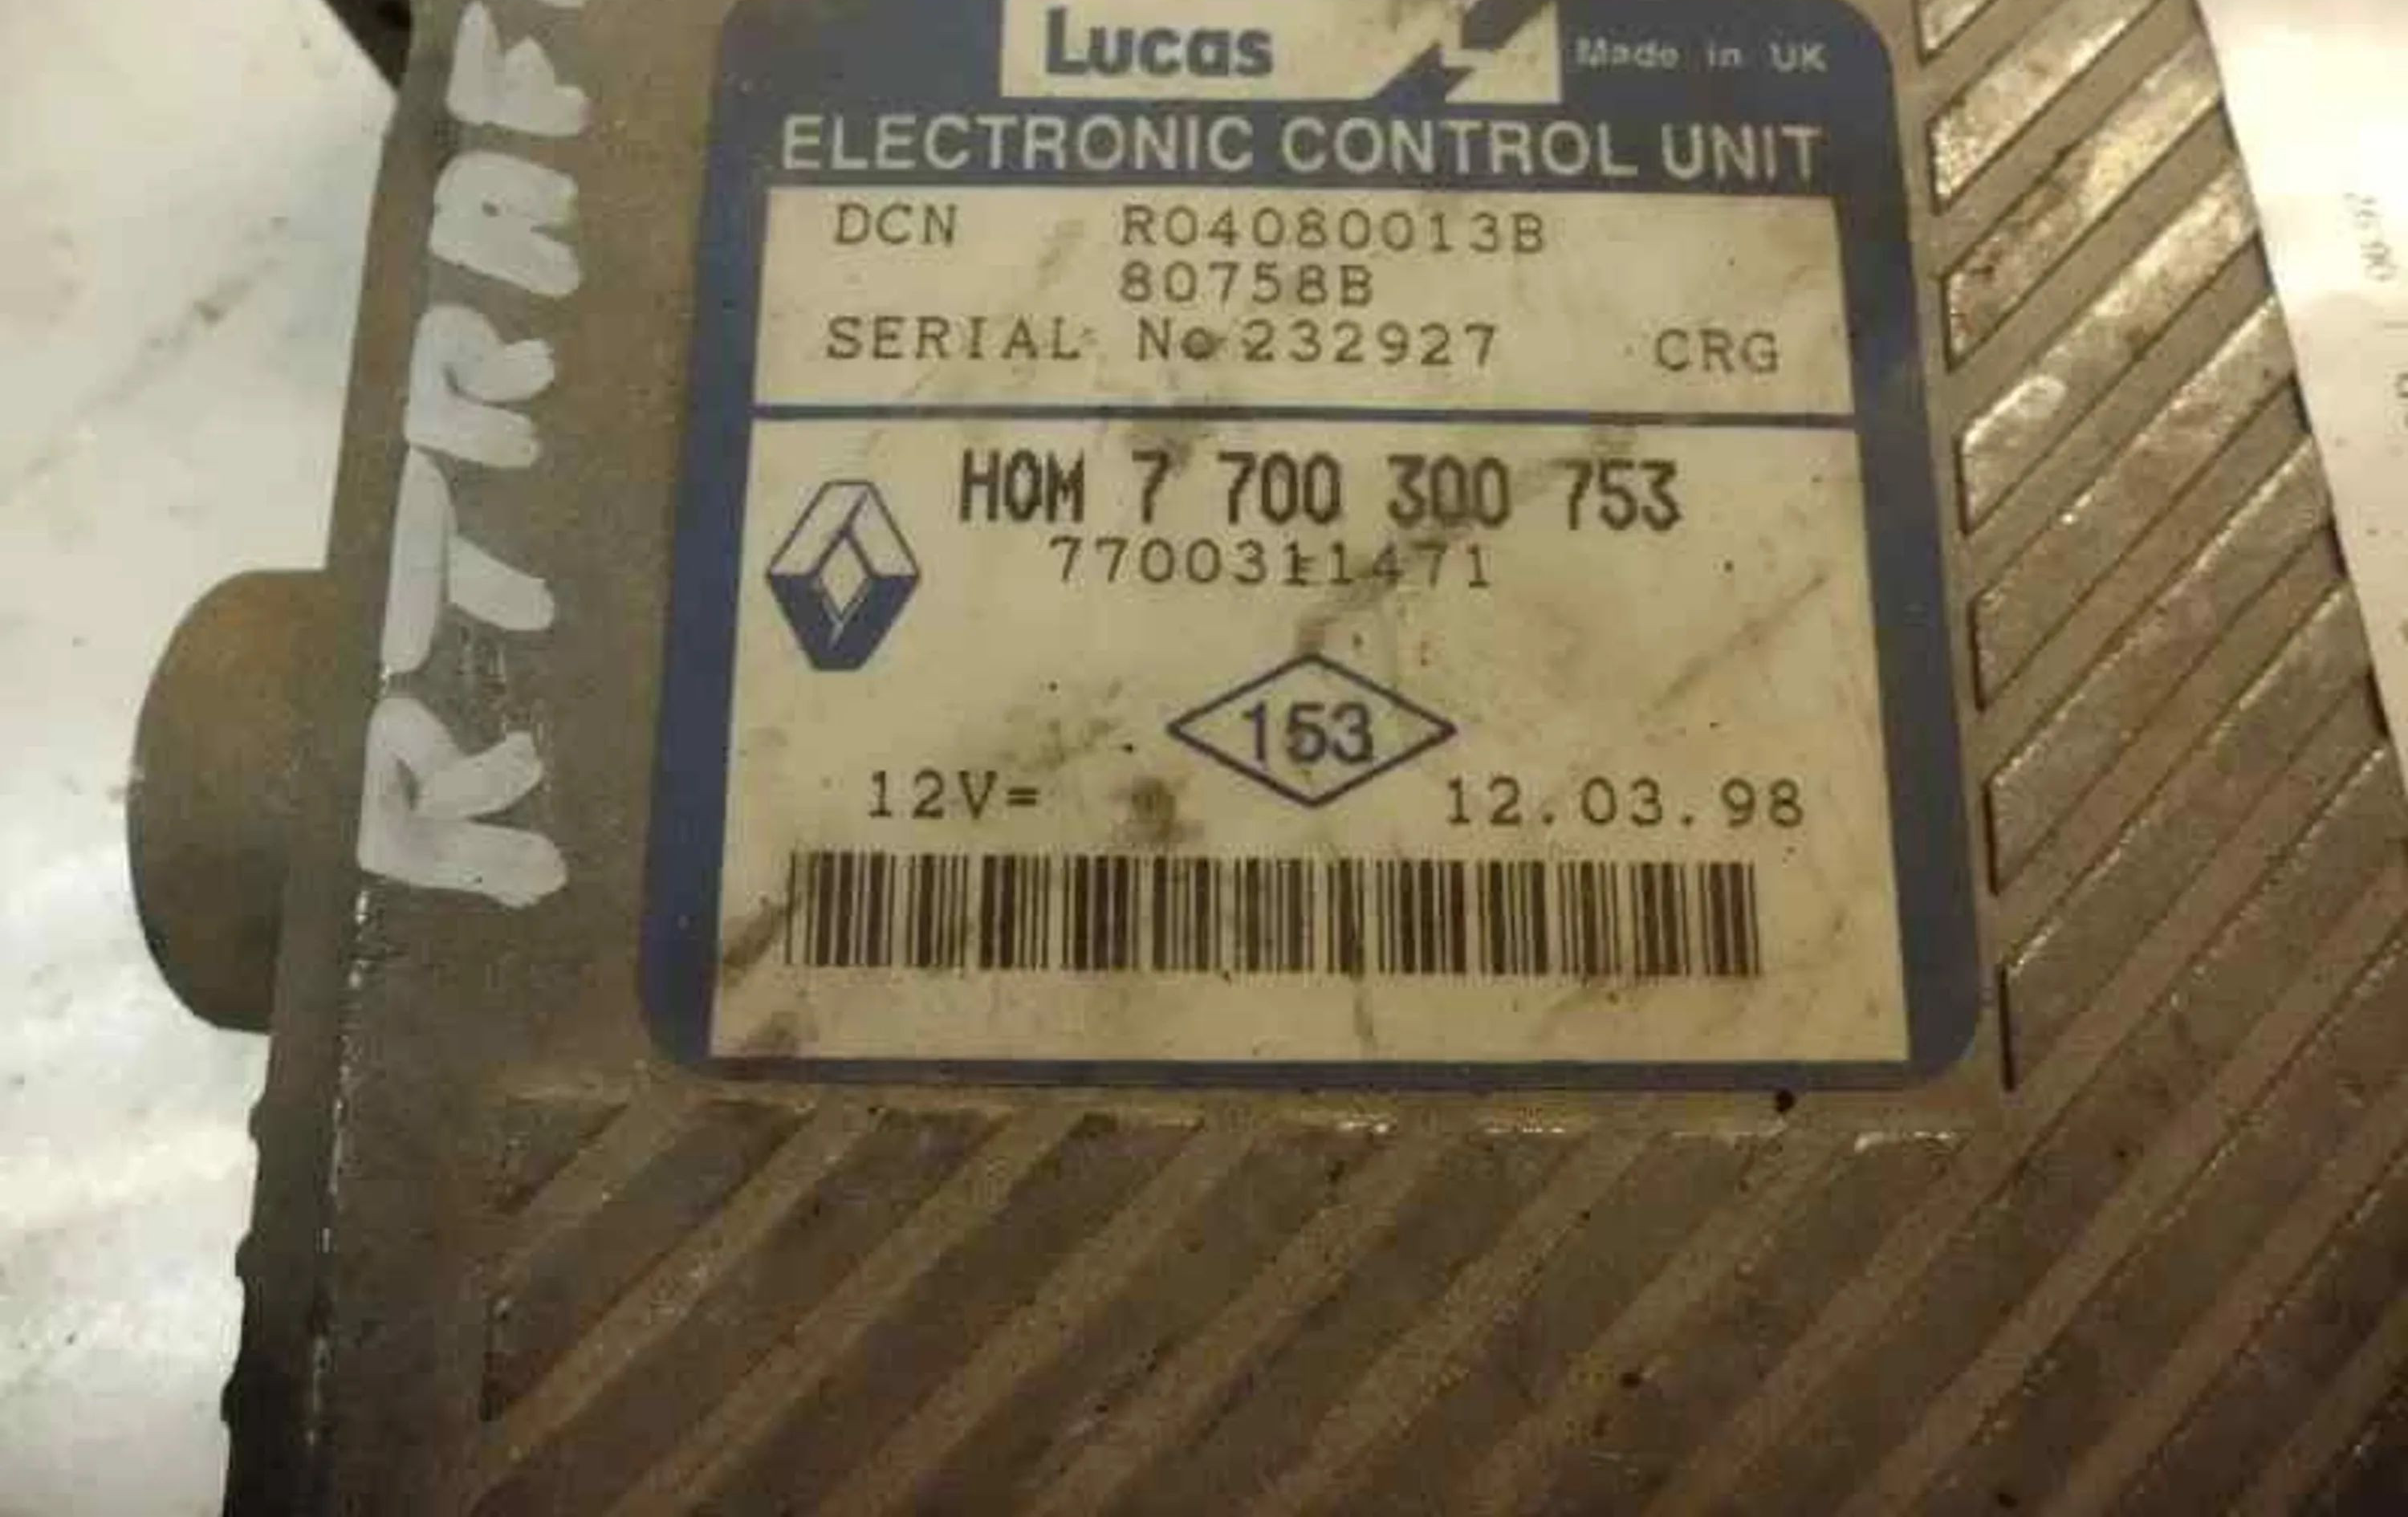 Lucas Made in UK
ELECTRONIC CONTROL UNIT
DCN R04080013B
80758B
SERIAL No 232927 CRG
HOM 7 700 300 753
7700311471
153
12V= 12.03.98